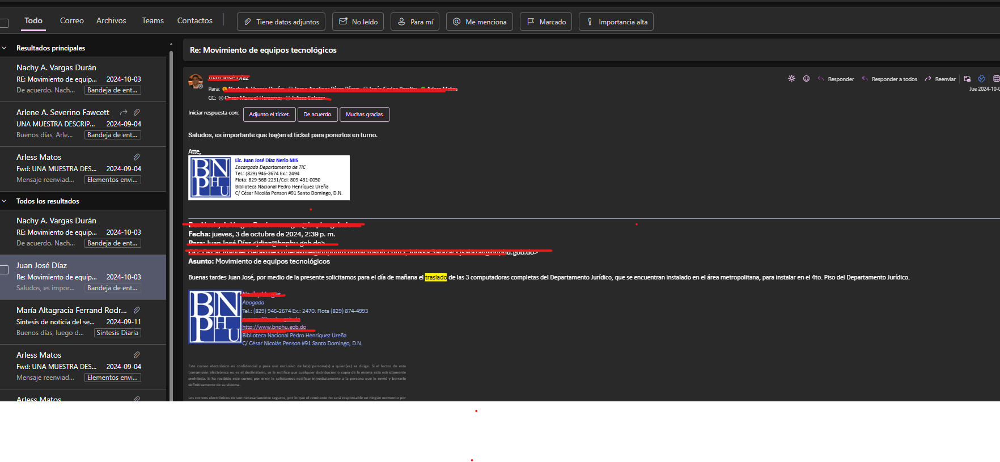 Todo
Correo
Archivos
Teams
Contactos
Tiene datos adjuntos
No leído
Para mí
Me menciona
Marcado
Importancia alta
Resultados principales
Nachy A. Vargas Durán
RE: Movimiento de equip... 2024-10-03
De acuerdo. Nach... Bandeja de ent...
Arlene A. Severino Fawcett
UNA MUESTRA DESCRIP... 2024-09-04
Buenos días, Arle... Bandeja de ent...
Arless Matos
Fwd: UNA MUESTRA DES... 2024-09-04
Mensaje reenviad... Elementos envi...
Todos los resultados
Nachy A. Vargas Durán
RE: Movimiento de equip... 2024-10-03
De acuerdo. Nach... Bandeja de ent...
Juan José Díaz
Re: Movimiento de equip... 2024-10-03
Saludos, es impor... Bandeja de ent...
María Altagracia Ferrand Rodr...
Sintesis de noticia del se... 2024-09-11
Buenos días, luego d... Sintesis Diaria
Arless Matos
Fwd: UNA MUESTRA DES... 2024-09-04
Mensaje reenviad... Elementos envi...
Arless Matos
Re: Movimiento de equipos tecnológicos
Responder
Responder a todos
Reenviar
Para:
Jue 2024-10-0
CC:
Iniciar respuesta con: Adjunto el tícket. De acuerdo. Muchas gracias.
Saludos, es importante que hagan el ticket para ponerlos en turno.
Atte,
BNPHU
Lic. Juan José Díaz Nerio MIS
Encargado Departamento de TIC
Tel.: (829) 946-2674 Ex.: 2494
Flota: 829-568-2231/Cel: 809-431-0050
Biblioteca Nacional Pedro Henríquez Ureña
C/ César Nicolás Penson #91 Santo Domingo, D.N.
Fecha: jueves, 3 de octubre de 2024, 2:39 p. m.
Asunto: Movimiento de equipos tecnológicos
Buenas tardes Juan José, por medio de la presente solicitamos para el día de mañana el traslado de las 3 computadoras completas del Departamento Jurídico, que se encuentran instalado en el área metropolitana, para instalar en el 4to. Piso del Departamento Jurídico.
BNPHU
Abogada
Tel.: (829) 946-2674 Ex.: 2470. Flota (829) 874-4993
http://www.bnphu.gob.do
Biblioteca Nacional Pedro Henríquez Ureña
C/ César Nicolás Penson #91 Santo Domingo, D.N.
Este correo electrónico es confidencial y para uso exclusivo de la(s) persona(s) a quien(es) se dirige. Si el lector de esta
transmisión electrónica no es el destinatario, se le notifica que cualquier distribución o copia de la misma está estrictamente
prohibida. Si ha recibido este correo por error le solicitamos notificar inmediatamente a la persona que le envió y borrarlo
definitivamente de su sistema.
Los correos electrónicos no son necesariamente seguros, por lo que el remitente no será responsable en ningún momento por